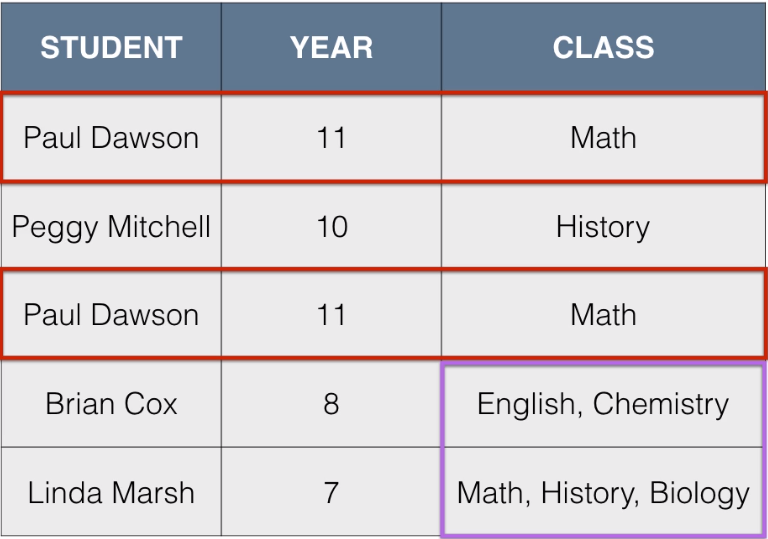 STUDENT YEAR CLASS
Paul Dawson 11 Math
Peggy Mitchell 10 History
Paul Dawson 11 Math
Brian Cox 8 English, Chemistry
Linda Marsh 7 Math, History, Biology